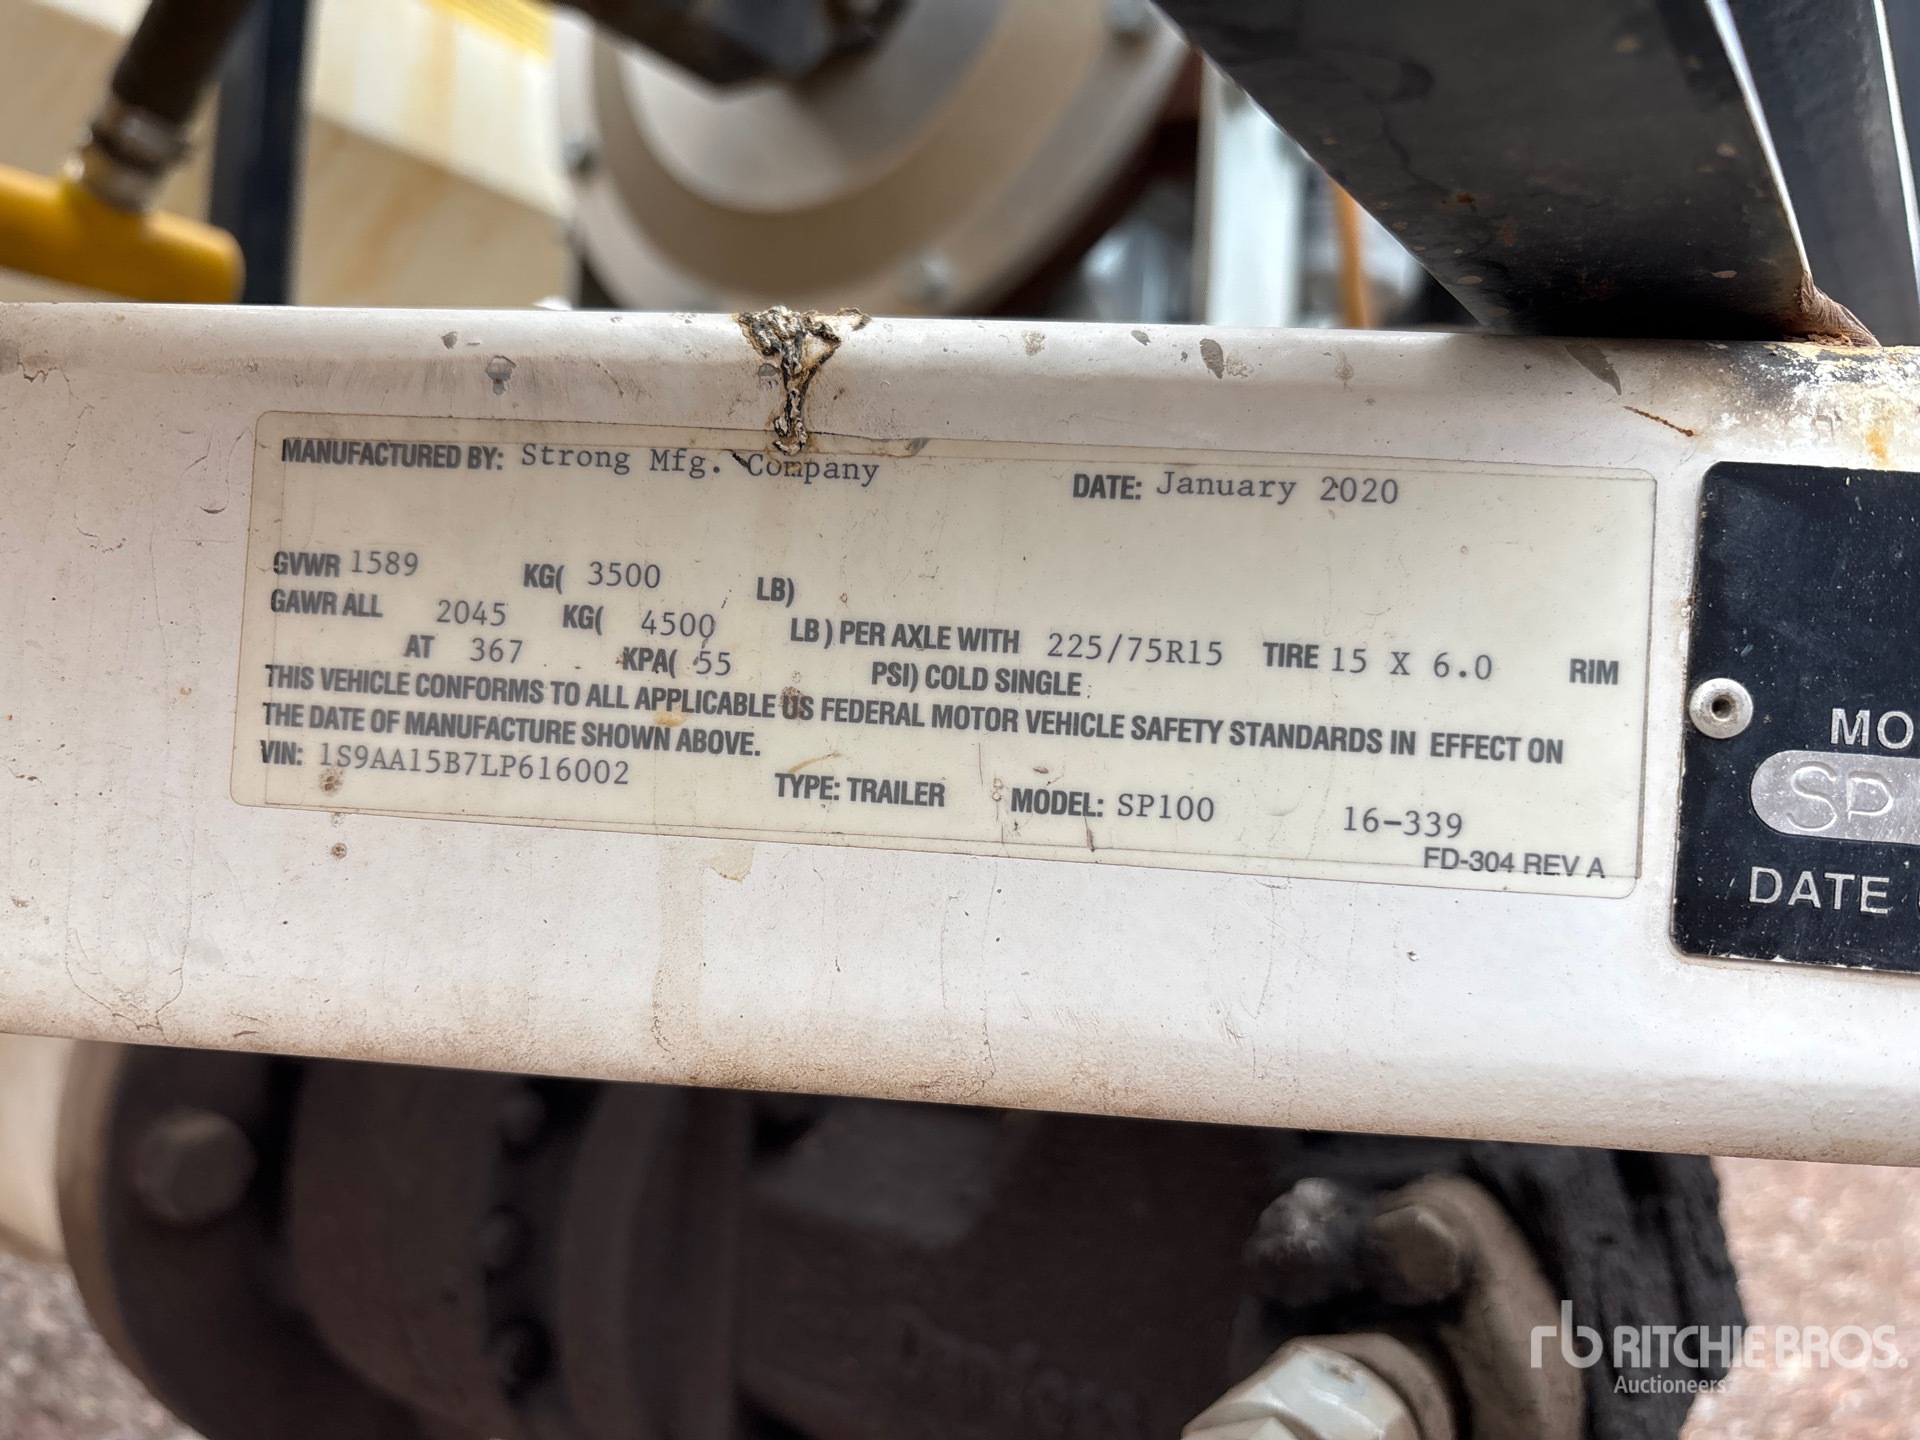 MANUFACTURED BY: Strong Mfg. Company DATE: January 2020
GVWR 1589 KG( 3500 LB)
GAWR ALL 2045 KG( 4500 LB) PER AXLE WITH 225/75R15 TIRE 15 X 6.0 RIM
AT 367 KPA( 55 PSI) COLD SINGLE
THIS VEHICLE CONFORMS TO ALL APPLICABLE US FEDERAL MOTOR VEHICLE SAFETY STANDARDS IN EFFECT ON
THE DATE OF MANUFACTURE SHOWN ABOVE.
VIN: 1S9AA15B7LP616002 TYPE: TRAILER MODEL: SP100 16-339
FD-304 REV A
MO
SP
DATE
rb RITCHIE BROS.
Auctioneers